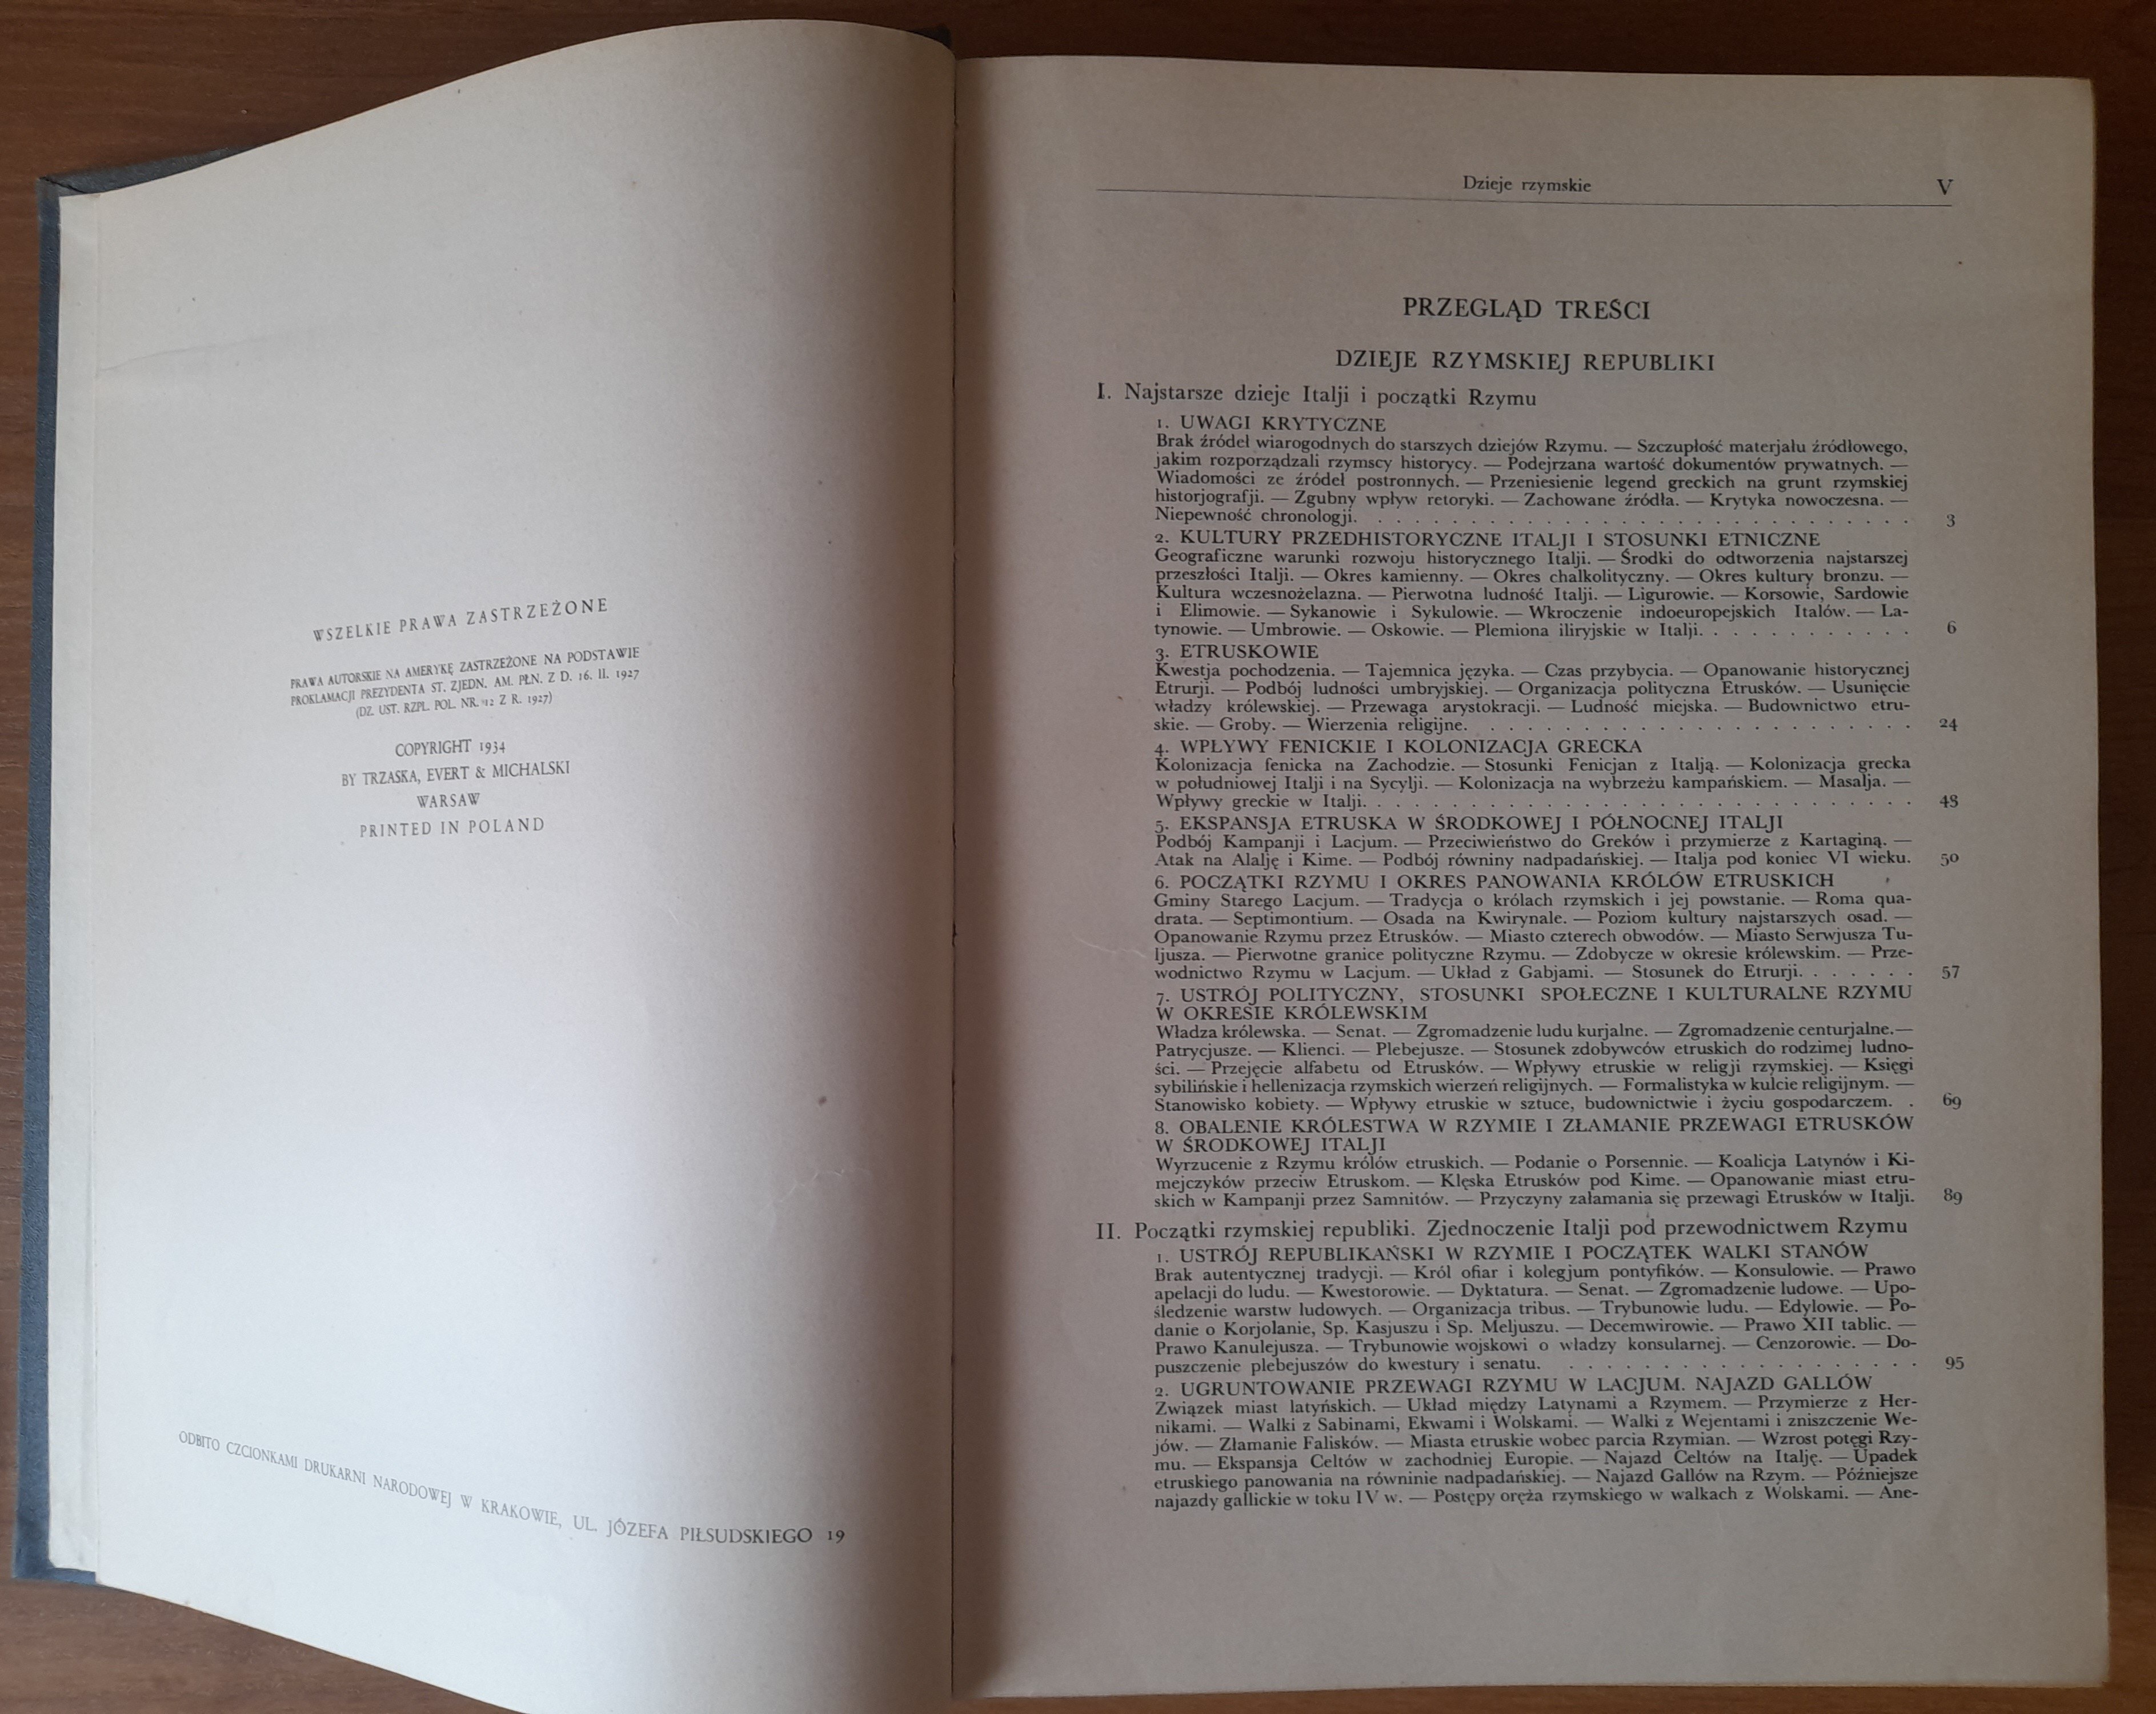 WSZELKIE PRAWA ZASTRZEŻONE
PRAWA AUTORSKIE NA AMERYKĘ ZASTRZEŻONE NA PODSTAWIE
PROKLAMACJI PREZYDENTA ST. ZJEDN. AM. PŁN. Z D. 16. II. 1927
(DZ. UST. RZPL. POL. NR. 12 Z R. 1927)
COPYRIGHT 1934
BY TRZASKA, EVERT & MICHALSKI
WARSAW
PRINTED IN POLAND
ODBITO CZCIONKAMI DRUKARNI NARODOWEJ W KRAKOWIE, UL. JÓZEFA PIŁSUDSKIEGO 19
Dzieje rzymskie V
PRZEGLĄD TREŚCI
DZIEJE RZYMSKIEJ REPUBLIKI
I. Najstarsze dzieje Italji i początki Rzymu
1. UWAGI KRYTYCZNE
Brak źródeł wiarogodnych do starszych dziejów Rzymu. — Szczupłość materjału źródłowego,
jakim rozporządzali rzymscy historycy. — Podejrzana wartość dokumentów prywatnych. —
Wiadomości ze źródeł postronnych. — Przeniesienie legend greckich na grunt rzymskiej
historjografji. — Zgubny wpływ retoryki. — Zachowane źródła. — Krytyka nowoczesna. —
Niepewność chronologji. . . . . . . . . . . . . . . . . . . . . . . . . . . . 3
2. KULTURY PRZEDHISTORYCZNE ITALJI I STOSUNKI ETNICZNE
Geograficzne warunki rozwoju historycznego Italji. — Środki do odtworzenia najstarszej
przeszłości Italji. — Okres kamienny. — Okres chalkolityczny. — Okres kultury bronzu. —
Kultura wczesnożelazna. — Pierwotna ludność Italji. — Ligurowie. — Korsowie, Sardowie
i Elimowie. — Sykanowie i Sykulowie. — Wkroczenie indoeuropejskich Italów. — La-
tynowie. — Umbrowie. — Oskowie. — Plemiona iliryjskie w Italji. . . . . . . . . . . . 6
3. ETRUSKOWIE
Kwestja pochodzenia. — Tajemnica języka. — Czas przybycia. — Opanowanie historycznej
Etrurji. — Podbój ludności umbryjskiej. — Organizacja polityczna Etrusków. — Usunięcie
władzy królewskiej. — Przewaga arystokracji. — Ludność miejska. — Budownictwo etru-
skie. — Groby. — Wierzenia religijne. . . . . . . . . . . . . . . . . . . . . . . 24
4. WPŁYWY FENICKIE I KOLONIZACJA GRECKA
Kolonizacja fenicka na Zachodzie. — Stosunki Fenicjan z Italją. — Kolonizacja grecka
w południowej Italji i na Sycylji. — Kolonizacja na wybrzeżu kampańskiem. — Masalja. —
Wpływy greckie w Italji. . . . . . . . . . . . . . . . . . . . . . . . . . . . 48
5. EKSPANSJA ETRUSKA W ŚRODKOWEJ I PÓŁNOCNEJ ITALJI
Podbój Kampanji i Lacjum. — Przeciwieństwo do Greków i przymierze z Kartaginą. —
Atak na Alalję i Kime. — Podbój równiny nadpadańskiej. — Italja pod koniec VI wieku. 50
6. POCZĄTKI RZYMU I OKRES PANOWANIA KRÓLÓW ETRUSKICH
Gminy Starego Lacjum. — Tradycja o królach rzymskich i jej powstanie. — Roma qua-
drata. — Septimontium. — Osada na Kwirynale. — Poziom kultury najstarszych osad. —
Opanowanie Rzymu przez Etrusków. — Miasto czterech obwodów. — Miasto Serwjusza Tu-
ljusza. — Pierwotne granice polityczne Rzymu. — Zdobycze w okresie królewskim. — Prze-
wodnictwo Rzymu w Lacjum. — Układ z Gabjami. — Stosunek do Etrurji. . . . . . . 57
7. USTRÓJ POLITYCZNY, STOSUNKI SPOŁECZNE I KULTURALNE RZYMU
W OKRESIE KRÓLEWSKIM
Władza królewska. — Senat. — Zgromadzenie ludu kurjalne. — Zgromadzenie centurjalne.—
Patrycjusze. — Klienci. — Plebejusze. — Stosunek zdobywców etruskich do rodzimej ludno-
ści. — Przejęcie alfabetu od Etrusków. — Wpływy etruskie w religji rzymskiej. — Księgi
sybilińskie i hellenizacja rzymskich wierzeń religijnych. — Formalistyka w kulcie religijnym. —
Stanowisko kobiety. — Wpływy etruskie w sztuce, budownictwie i życiu gospodarczem. . 69
8. OBALENIE KRÓLESTWA W RZYMIE I ZŁAMANIE PRZEWAGI ETRUSKÓW
W ŚRODKOWEJ ITALJI
Wyrzucenie z Rzymu królów etruskich. — Podanie o Porsennie. — Koalicja Latynów i Ki-
mejczyków przeciw Etruskom. — Klęska Etrusków pod Kime. — Opanowanie miast etru-
skich w Kampanji przez Samnitów. — Przyczyny załamania się przewagi Etrusków w Italji. 89
II. Początki rzymskiej republiki. Zjednoczenie Italji pod przewodnictwem Rzymu
1. USTRÓJ REPUBLIKAŃSKI W RZYMIE I POCZĄTEK WALKI STANÓW
Brak autentycznej tradycji. — Król ofiar i kolegjum pontyfików. — Konsulowie. — Prawo
apelacji do ludu. — Kwestorowie. — Dyktatura. — Senat. — Zgromadzenie ludowe. — Upo-
śledzenie warstw ludowych. — Organizacja tribus. — Trybunowie ludu. — Edylowie. — Po-
danie o Korjolanie, Sp. Kasjuszu i Sp. Meljuszu. — Decemwirowie. — Prawo XII tablic. —
Prawo Kanulejusza. — Trybunowie wojskowi o władzy konsularnej. — Cenzorowie. — Do-
puszczenie plebejuszów do kwestury i senatu. . . . . . . . . . . . . . . . . . . 95
2. UGRUNTOWANIE PRZEWAGI RZYMU W LACJUM. NAJAZD GALLÓW
Związek miast latyńskich. — Układ między Latynami a Rzymem. — Przymierze z Her-
nikami. — Walki z Sabinami, Ekwami i Wolskami. — Walki z Wejentami i zniszczenie We-
jów. — Złamanie Falisków. — Miasta etruskie wobec parcia Rzymian. — Wzrost potęgi Rzy-
mu. — Ekspansja Celtów w zachodniej Europie. — Najazd Celtów na Italję. — Upadek
etruskiego panowania na równinie nadpadańskiej. — Najazd Gallów na Rzym. — Późniejsze
najazdy gallickie w toku IV w. — Postępy oręża rzymskiego w walkach z Wolskami. — Ane-